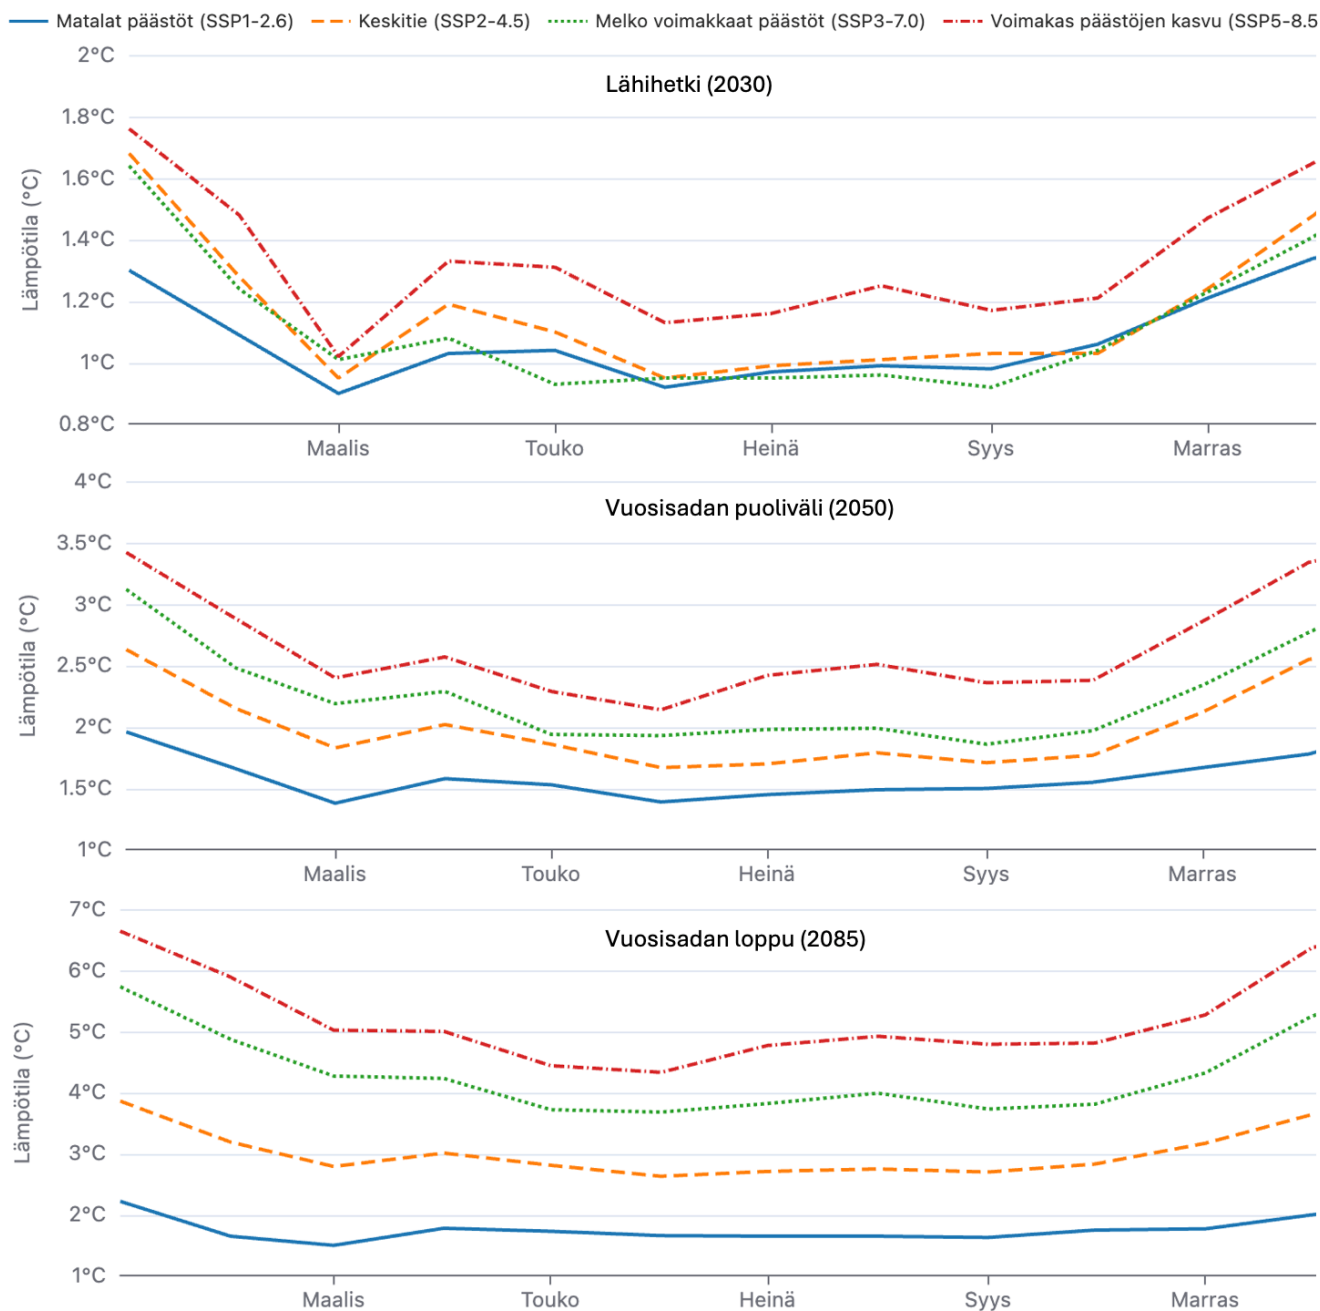 Matalat päästöt (SSP1-2.6) Keskitie (SSP2-4.5) Melko voimakkaat päästöt (SSP3-7.0) Voimakas päästöjen kasvu (SSP5-8.5
Lähihetki (2030)
Lämpötila (°C)
2°C
1.8°C
1.6°C
1.4°C
1.2°C
1°C
0.8°C
Maalis Touko Heinä Syys Marras
Vuosisadan puoliväli (2050)
Lämpötila (°C)
4°C
3.5°C
3°C
2.5°C
2°C
1.5°C
1°C
Maalis Touko Heinä Syys Marras
Vuosisadan loppu (2085)
Lämpötila (°C)
7°C
6°C
5°C
4°C
3°C
2°C
1°C
Maalis Touko Heinä Syys Marras